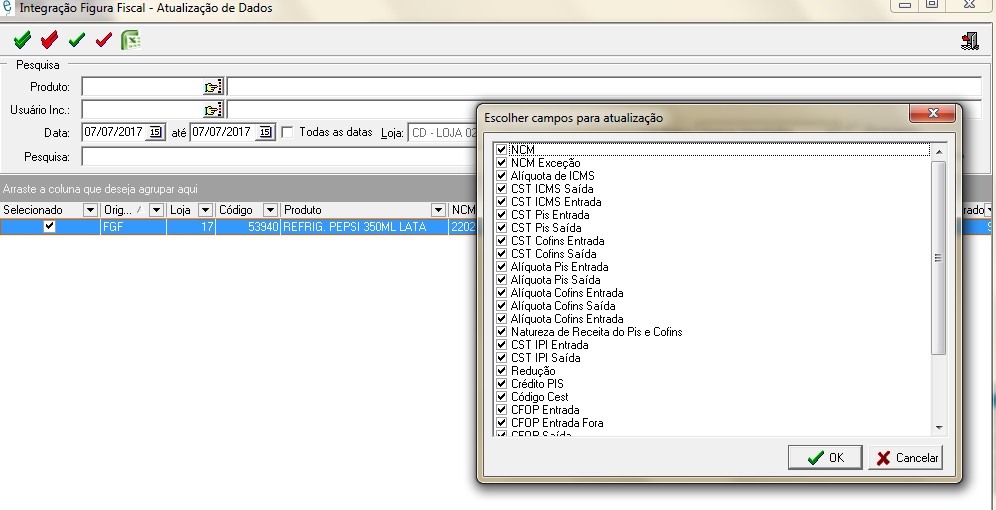 Integração Figura Fiscal - Atualização de Dados
Pesquisa
Produto:
Usuário Inc.:
Data: 07/07/2017 15 até 07/07/2017 15 Todas as datas Loja: CD - LOJA 02
Pesquisa:
Arraste a coluna que deseja agrupar aqui
Selecionado Orig... Loja Código Produto NCM
FGF 17 53940 REFRIG. PEPSI 350ML LATA 2202
Escolher campos para atualização
NCM
NCM Exceção
Alíquota de ICMS
CST ICMS Saída
CST ICMS Entrada
CST Pis Entrada
CST Pis Saída
CST Cofins Entrada
CST Cofins Saída
Alíquota Pis Entrada
Alíquota Pis Saída
Alíquota Cofins Entrada
Alíquota Cofins Saída
Alíquota Cofins Entrada
Natureza de Receita do Pis e Cofins
CST IPI Entrada
CST IPI Saída
Redução
Crédito PIS
Código Cest
CFOP Entrada
CFOP Entrada Fora
CFOP Saída
OK Cancelar